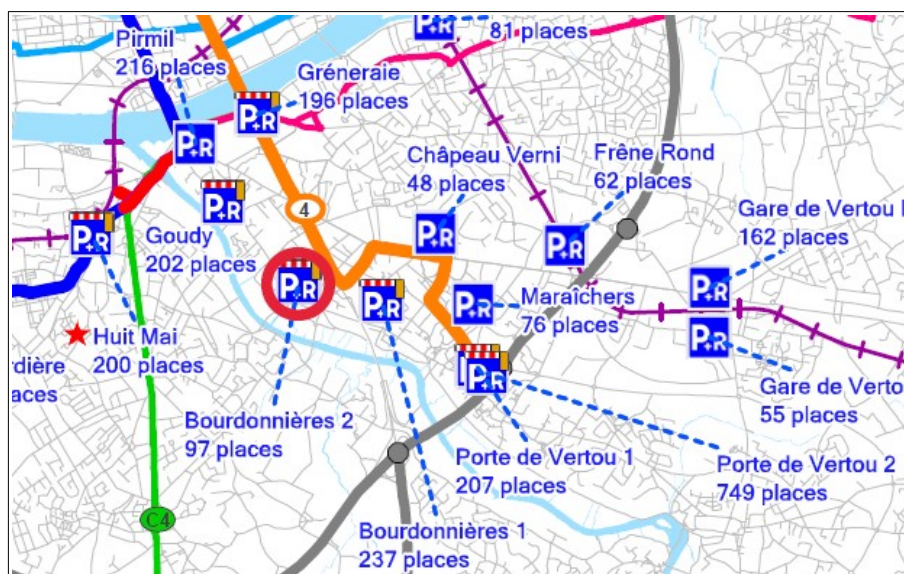 81 places
Pirmil
216 places
Gréneraie
196 places
P+R
P+R
P+R
Châpeau Verni
48 places
Frêne Rond
62 places
4
P+R
P+R
P+R
P+R
Goudy
202 places
Gare de Vertou
162 places
P+R
P+R
P+R
P+R
Maraîchers
76 places
P+R
Huit Mai
200 places
P+R
Gare de Verto
55 places
Bourdonnières 2
97 places
Porte de Vertou 1
207 places
Porte de Vertou 2
749 places
C4
Bourdonnières 1
237 places